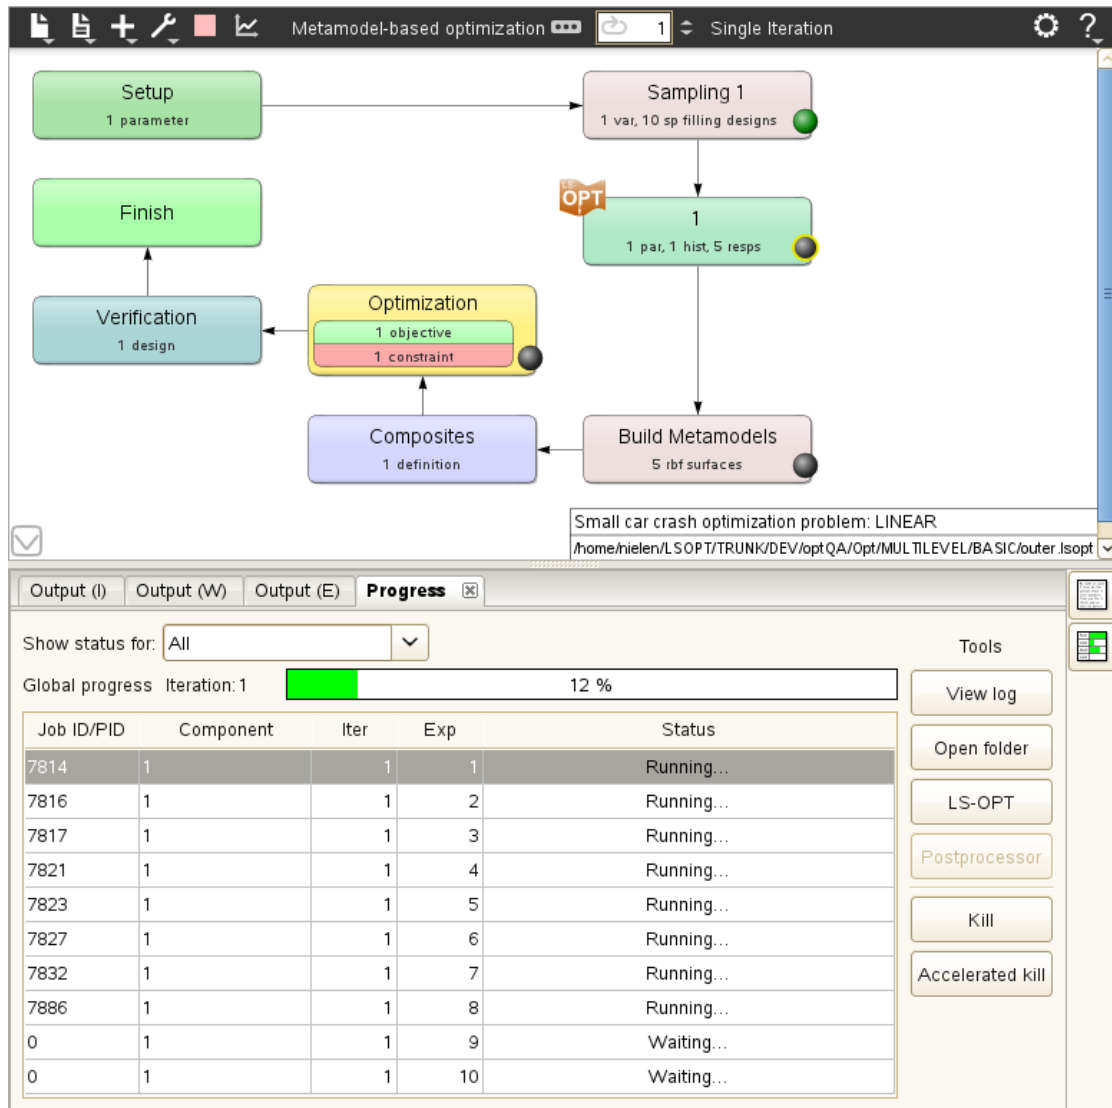 Metamodel-based optimization 1 Single Iteration ?
Setup
1 parameter
Sampling 1
1 var, 10 sp filling designs
Finish
LS-
OPT
1
1 par, 1 hist, 5 resps
Verification
1 design
Optimization
1 objective
1 constraint
Composites
1 definition
Build Metamodels
5 rbf surfaces
Small car crash optimization problem: LINEAR
/home/nielen/LSOPT/TRUNK/DEV/optQA/Opt/MULTILEVEL/BASIC/outer.lsopt
Output (I) Output (W) Output (E) Progress
Show status for: All
Tools
Global progress Iteration: 1 12 %
View log
Open folder
LS-OPT
Postprocessor
Kill
Accelerated kill
Job ID/PID Component Iter Exp Status
7814 1 1 1 Running...
7816 1 1 2 Running...
7817 1 1 3 Running...
7821 1 1 4 Running...
7823 1 1 5 Running...
7827 1 1 6 Running...
7832 1 1 7 Running...
7886 1 1 8 Running...
0 1 1 9 Waiting...
0 1 1 10 Waiting...